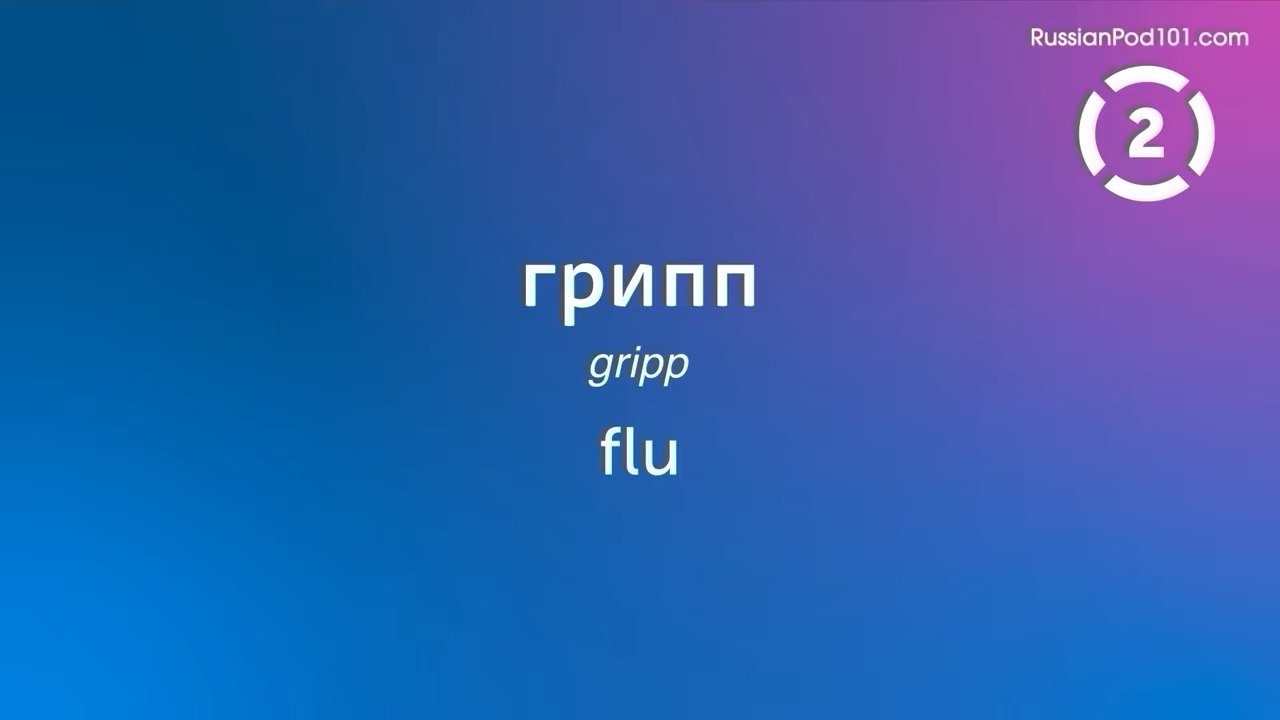 RussianPod101.com
2
грипп
gripp
flu